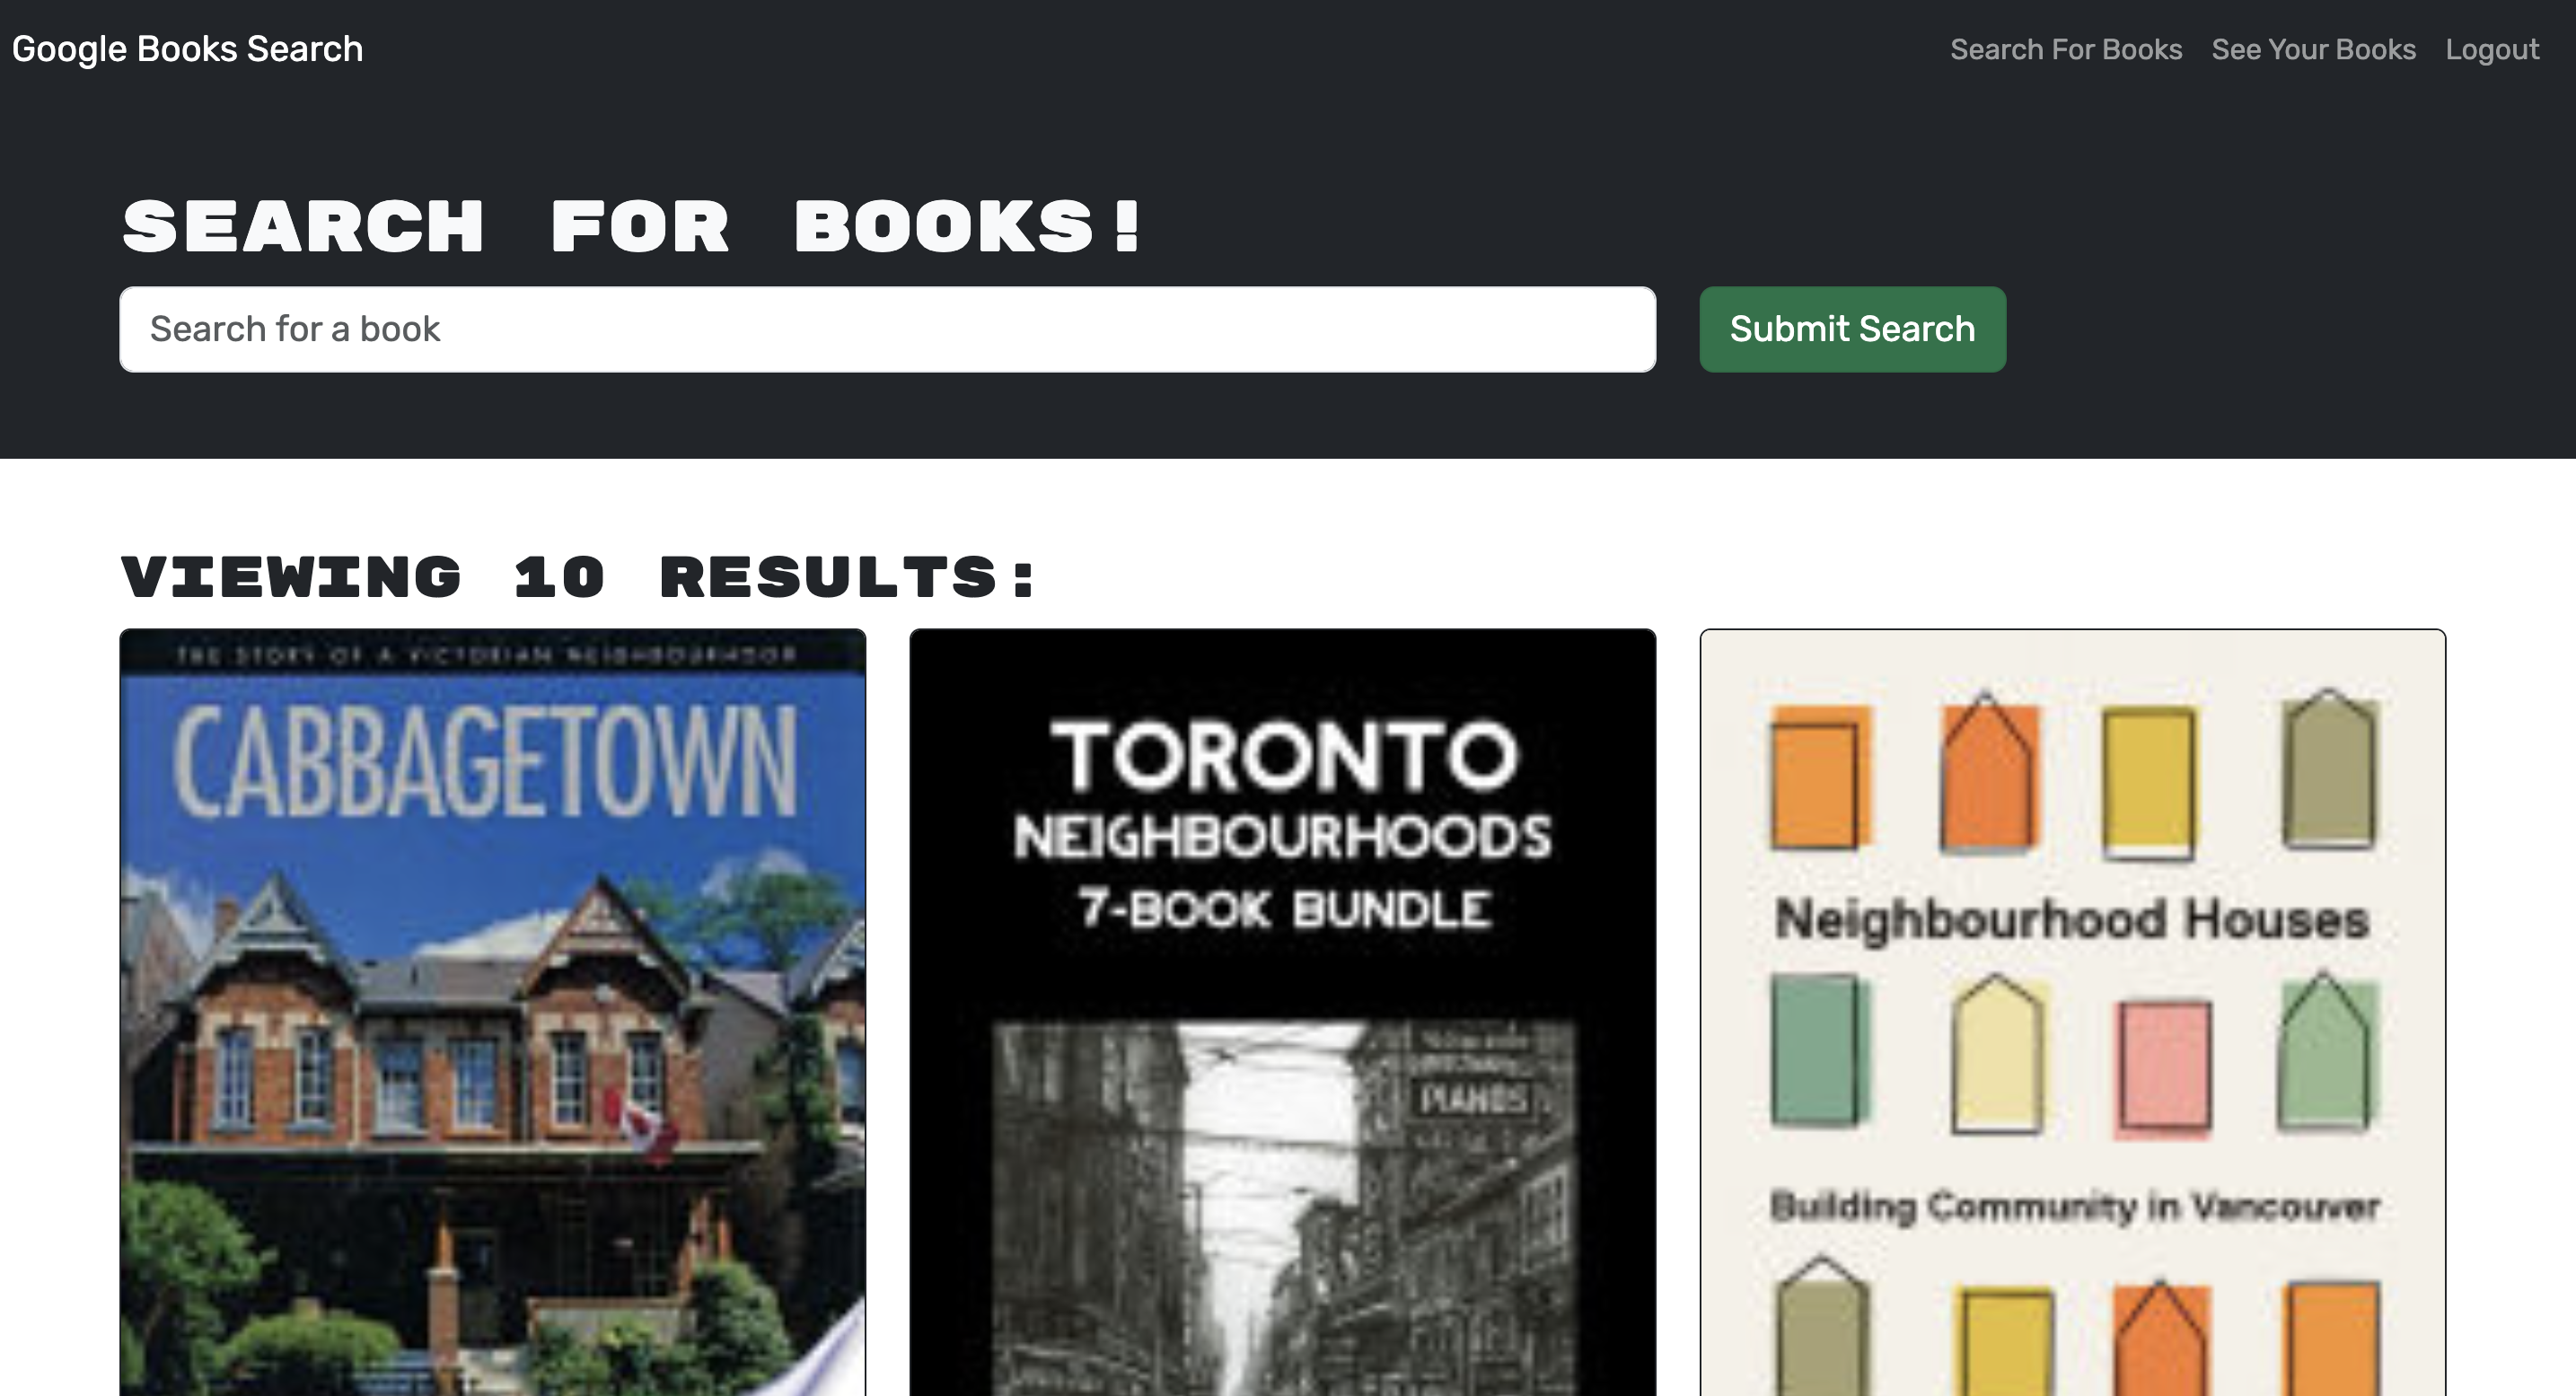 Google Books Search
Search For Books
See Your Books
Logout
SEARCH FOR BOOKS!
Search for a book
Submit Search
VIEWING 10 RESULTS:
THE STORY OF A VICTORIAN NEIGHBOURHOOD
CABBAGETOWN
TORONTO
NEIGHBOURHOODS
7-BOOK BUNDLE
PIANOS
Neighbourhood Houses
Building Community in Vancouver